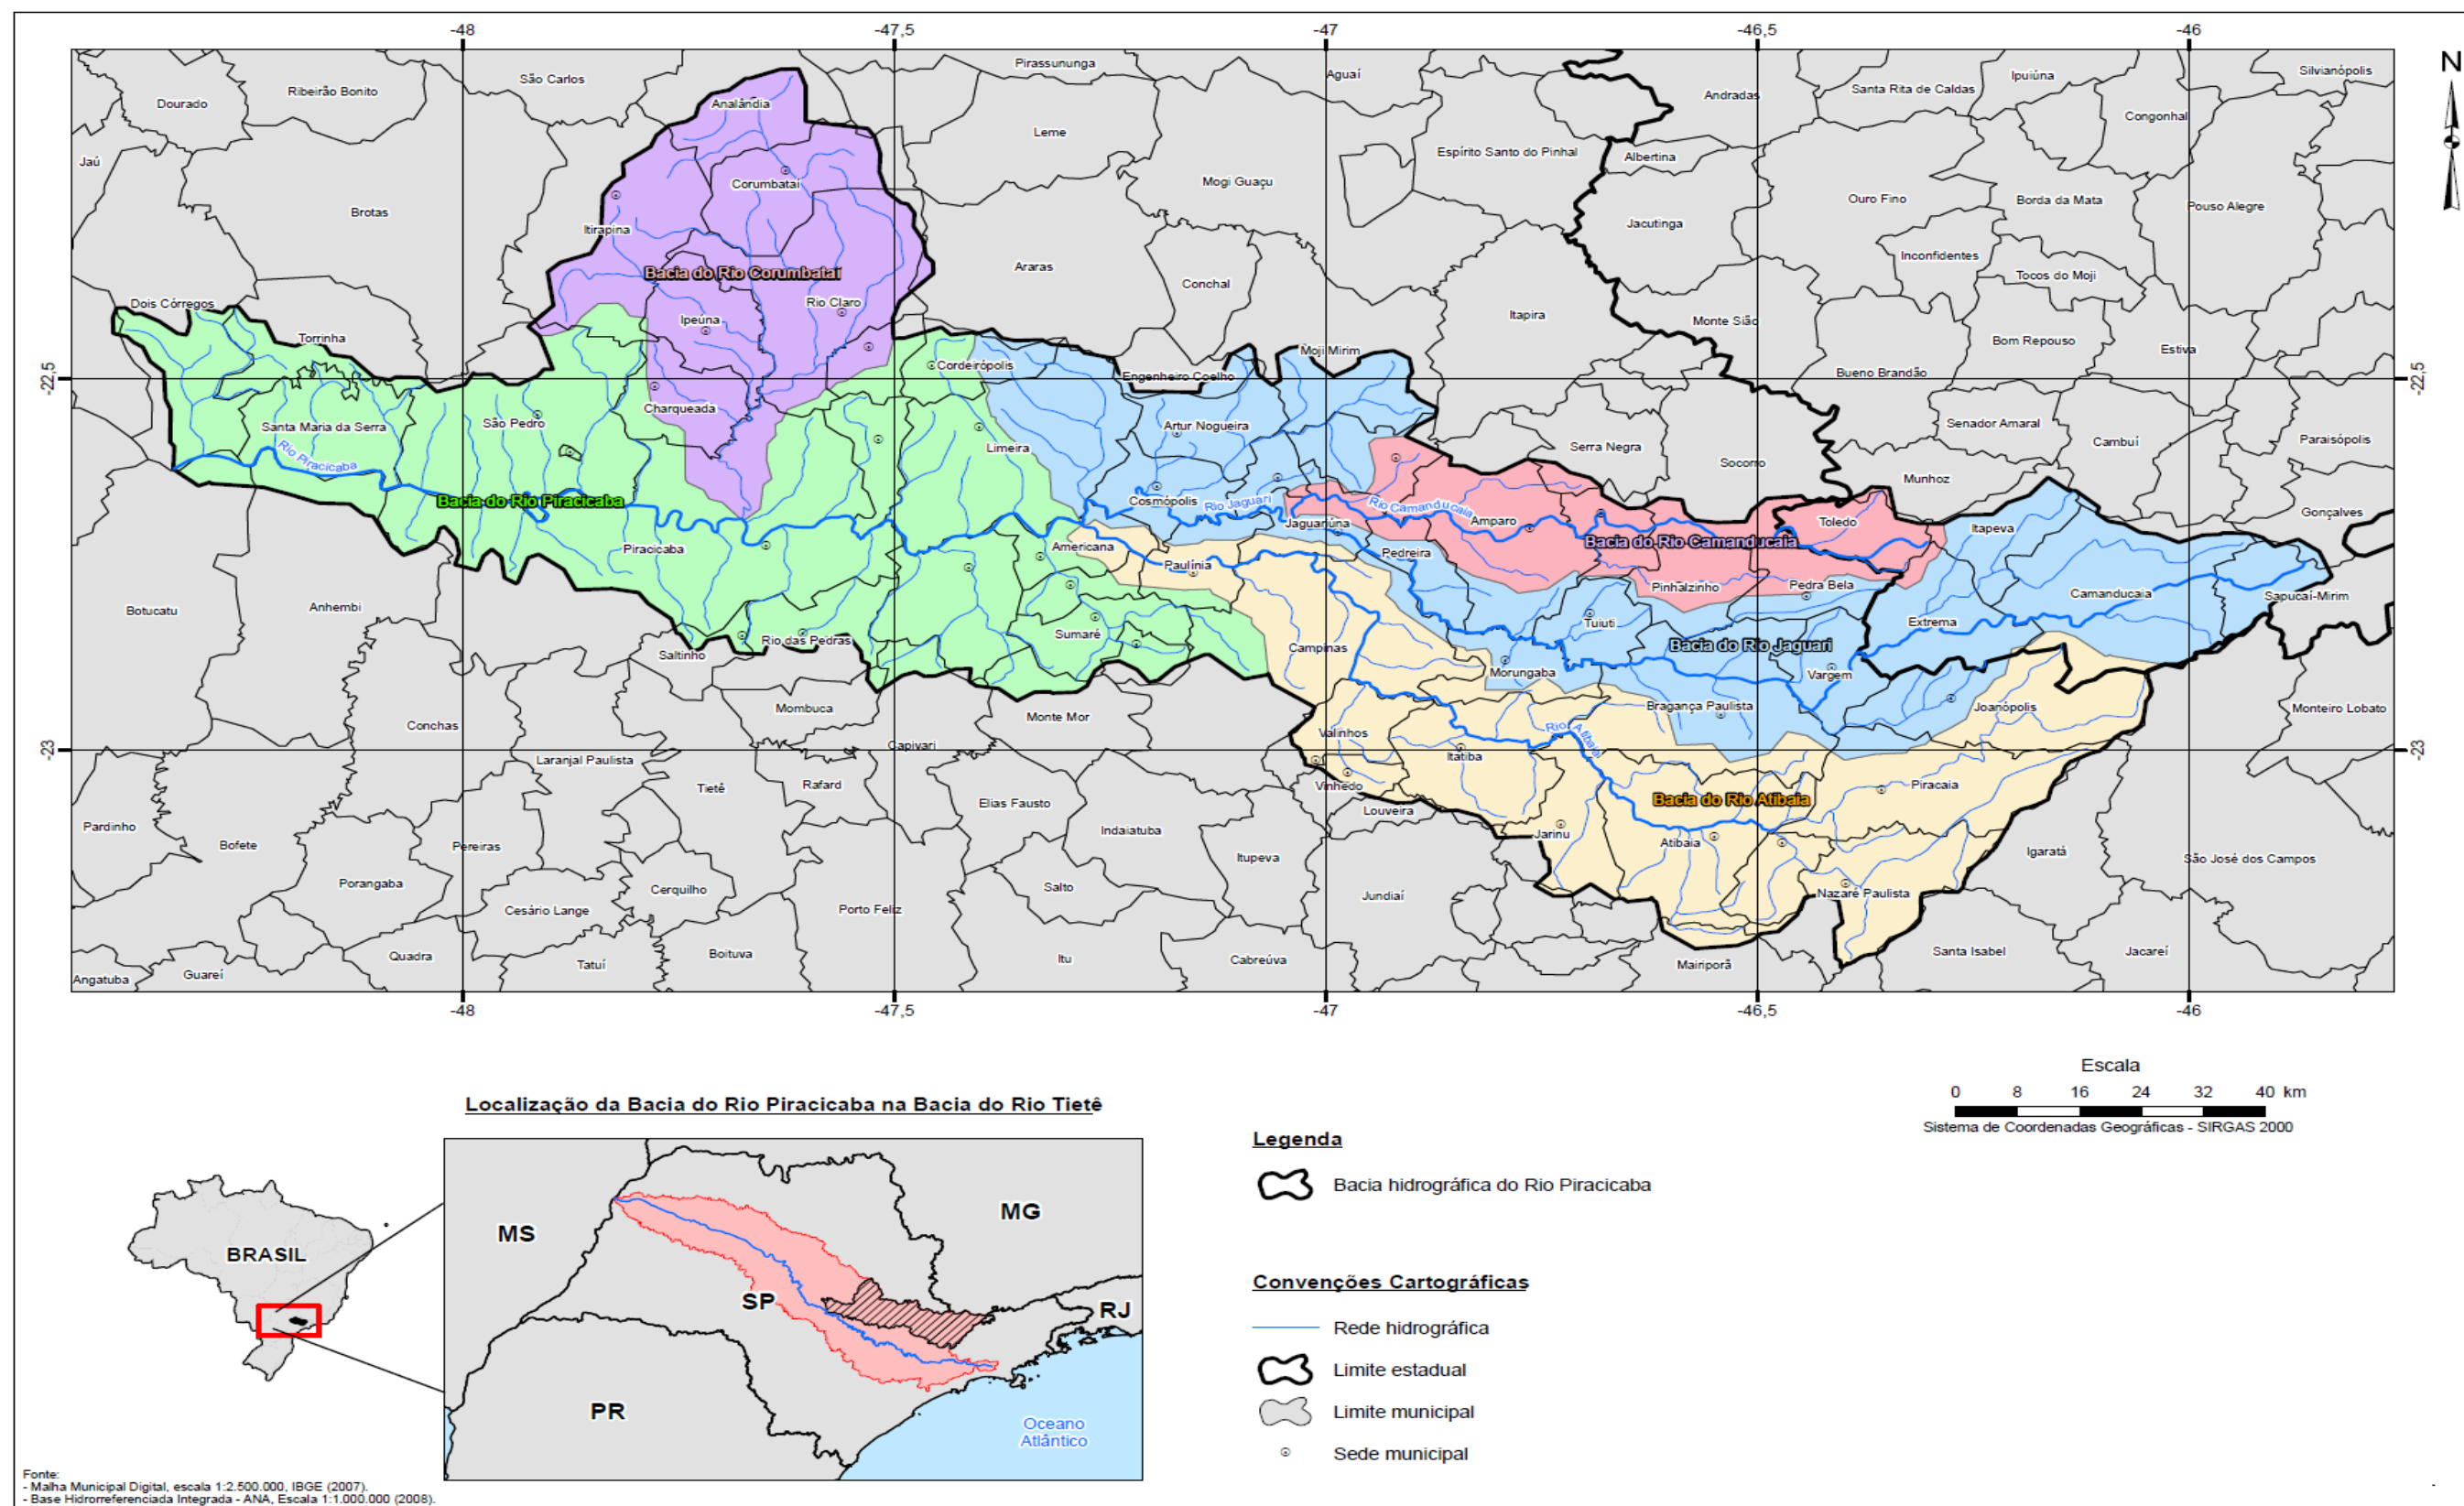 -48
-47,5
-47
-46,5
-46
N
São Carlos
Pirassununga
Aguaí
Ipuiúna
Silvianópolis
Dourado
Ribeirão Bonito
Analândia
Andradas
Santa Rita de Caldas
Congonhal
Leme
Jaú
Espírito Santo do Pinhal
Albertina
Corumbataí
Mogi Guaçu
Ouro Fino
Borda da Mata
Pouso Alegre
Brotas
Itirapina
Jacutinga
Inconfidentes
Araras
Conchal
Tocos do Moji
Bacia do Rio Corumbataí
Dois Córregos
Rio Claro
Ipeúna
Itapira
Monte Sião
Torrinha
Moji Mirim
Bom Repouso
Estiva
Cordeirópolis
Engenheiro Coelho
Bueno Brandão
-22,5
-22,5
Charqueada
Santa Maria da Serra
São Pedro
Artur Nogueira
Senador Amaral
Cambuí
Paraisópolis
Limeira
Serra Negra
Socorro
Rio Piracicaba
Munhoz
Bacia do Rio Piracicaba
Cosmópolis
Rio Jaguari
Rio Camanducaia
Gonçalves
Jaguariúna
Amparo
Toledo
Itapeva
Piracicaba
Americana
Pedreira
Bacia do Rio Camanducaia
Paulínia
Pinhalzinho
Pedra Bela
Camanducaia
Sapucaí-Mirim
Botucatu
Anhembi
Extrema
Tuiuti
Rio das Pedras
Sumaré
Saltinho
Campinas
Bacia do Rio Jaguari
Morungaba
Vargem
Mombuca
Monte Mor
Bragança Paulista
Joanópolis
Monteiro Lobato
Conchas
Valinhos
Rio Atibaia
Capivari
-23
-23
Laranjal Paulista
Itatiba
Tietê
Rafard
Vinhedo
Piracaia
Elias Fausto
Bacia do Rio Atibaia
Louveira
Pardinho
Indaiatuba
Jarinu
Atibaia
Bofete
Pereiras
Itupeva
Igaratá
São José dos Campos
Porangaba
Cerquilho
Salto
Jundiaí
Nazaré Paulista
Cesário Lange
Porto Feliz
Quadra
Boituva
Itu
Cabreúva
Santa Isabel
Jacareí
Angatuba
Guareí
Tatuí
Mairiporã
-48
-47,5
-47
-46,5
-46
Escala
0 8 16 24 32 40 km
Sistema de Coordenadas Geográficas - SIRGAS 2000
Localização da Bacia do Rio Piracicaba na Bacia do Rio Tietê
BRASIL
MS
MG
SP
RJ
PR
Oceano
Atlântico
Legenda
Bacia hidrográfica do Rio Piracicaba
Convenções Cartográficas
Rede hidrográfica
Limite estadual
Limite municipal
Sede municipal
Fonte:
- Malha Municipal Digital, escala 1:2.500.000, IBGE (2007).
- Base Hidrorreferenciada Integrada - ANA, Escala 1:1.000.000 (2008).